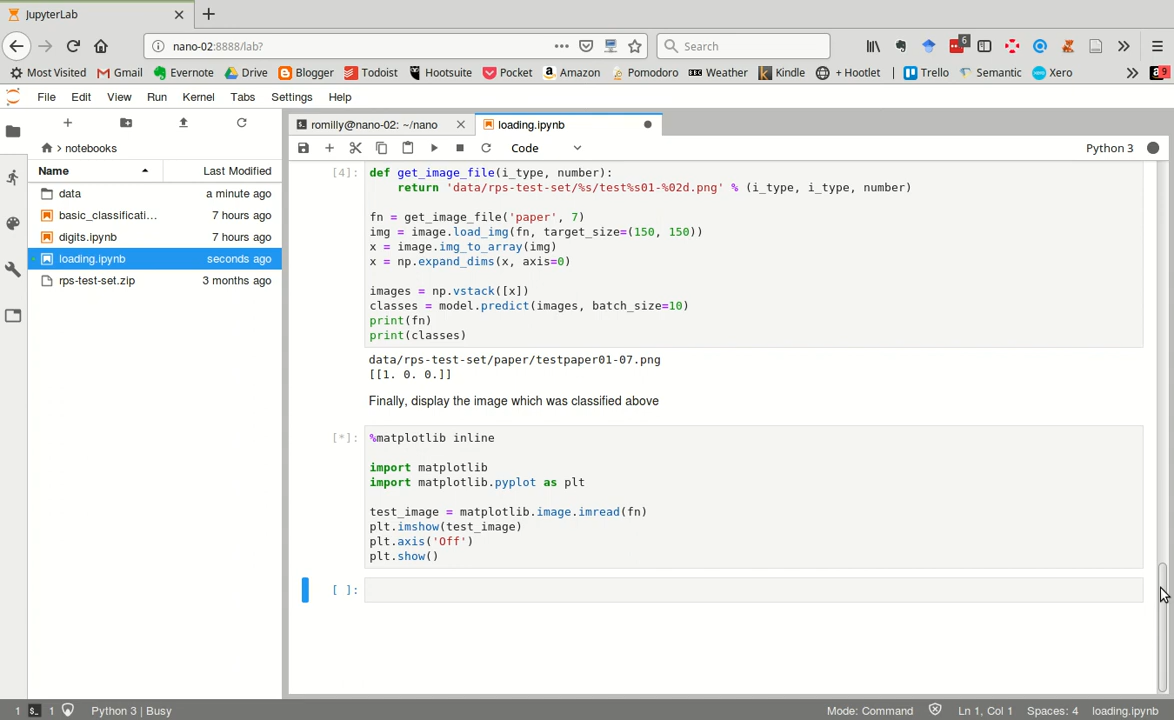 JupyterLab
nano-02:8888/lab?
Search
6
Most Visited Gmail Evernote Drive Blogger Todoist Hootsuite Pocket Amazon Pomodoro Weather Kindle + Hootlet Trello Semantic Xero
9
File Edit View Run Kernel Tabs Settings Help
romilly@nano-02: ~/nano
loading.ipynb
Code
Python 3
notebooks
Name Last Modified
data a minute ago
basic_classificati... 7 hours ago
digits.ipynb 7 hours ago
loading.ipynb seconds ago
rps-test-set.zip 3 months ago
[4]: def get_image_file(i_type, number):
return 'data/rps-test-set/%s/test%s01-%02d.png' % (i_type, i_type, number)
fn = get_image_file('paper', 7)
img = image.load_img(fn, target_size=(150, 150))
x = image.img_to_array(img)
x = np.expand_dims(x, axis=0)
images = np.vstack([x])
classes = model.predict(images, batch_size=10)
print(fn)
print(classes)
data/rps-test-set/paper/testpaper01-07.png
[[1. 0. 0.]]
Finally, display the image which was classified above
[*]: %matplotlib inline
import matplotlib
import matplotlib.pyplot as plt
test_image = matplotlib.image.imread(fn)
plt.imshow(test_image)
plt.axis('Off')
plt.show()
[ ]:
1 1 Python 3 | Busy
Mode: Command Ln 1, Col 1 Spaces: 4 loading.ipynb